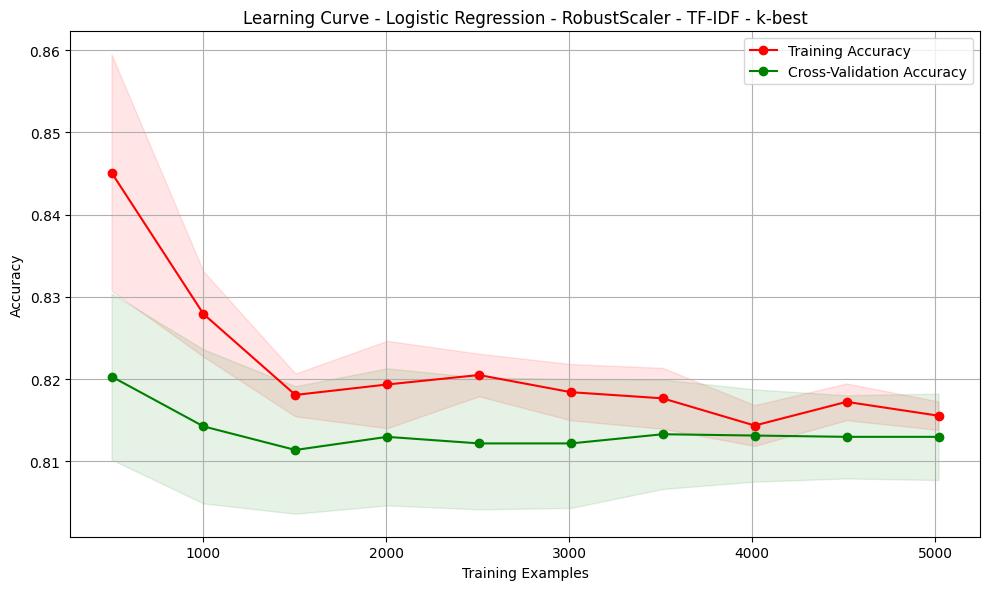 Learning Curve - Logistic Regression - RobustScaler - TF-IDF - k-best
Training Accuracy
Cross-Validation Accuracy
0.86
0.85
0.84
0.83
0.82
0.81
Accuracy
1000 2000 3000 4000 5000
Training Examples